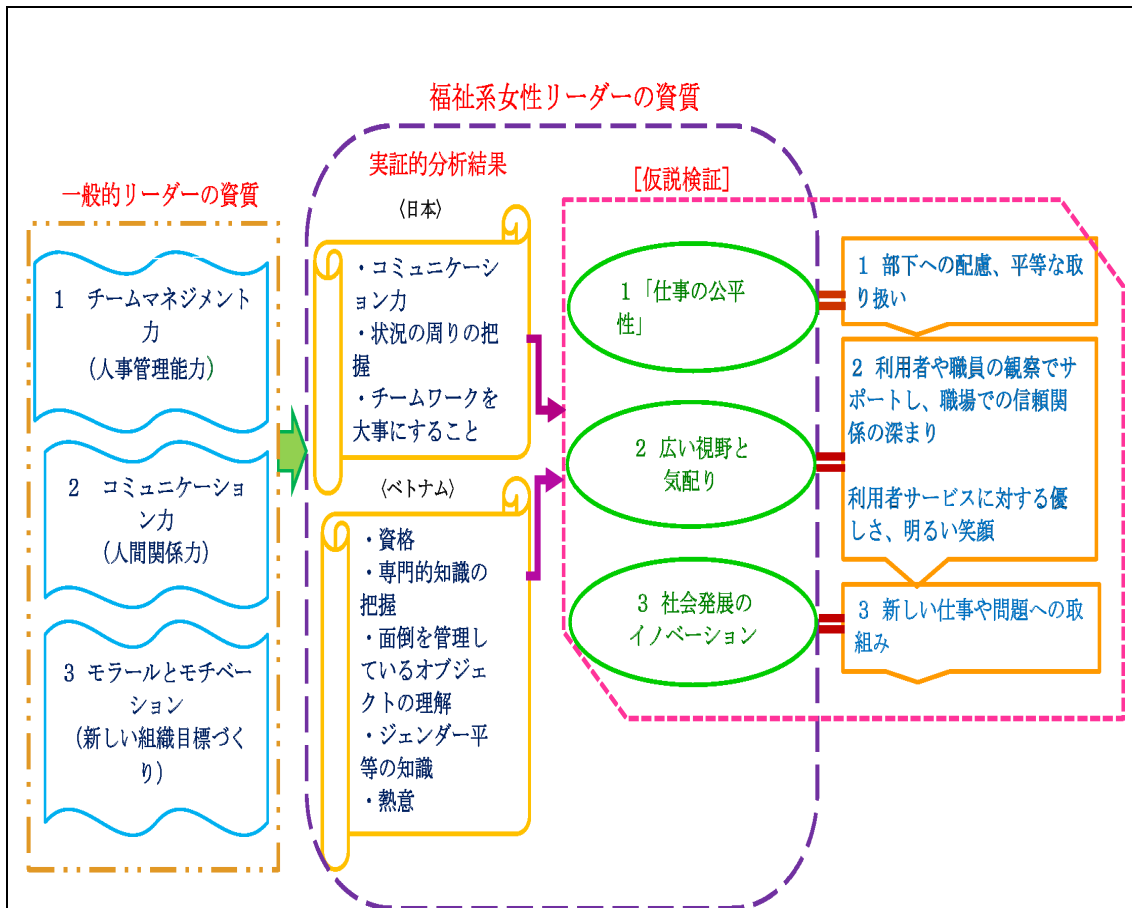 福祉系女性リーダーの資質
一般的リーダーの資質
1 チームマネジメント
力
(人事管理能力)
2 コミュニケーショ
ン力
(人間関係力)
3 モラールとモチベー
ション
(新しい組織目標づく
り)
実証的分析結果
〈日本〉
・コミュニケーシ
ョン力
・状況の周りの把
握
・チームワークを
大事にすること
〈ベトナム〉
・資格
・専門的知識の
把握
・面倒を管理し
ているオブジェ
クトの理解
・ジェンダー平
等の知識
・熱意
[仮説検証]
1「仕事の公平
性」
2 広い視野と
気配り
3 社会発展の
イノベーション
1 部下への配慮、平等な取
り扱い
2 利用者や職員の観察でサ
ポートし、職場での信頼関
係の深まり
利用者サービスに対する優
しさ、明るい笑顔
3 新しい仕事や問題への取
組み